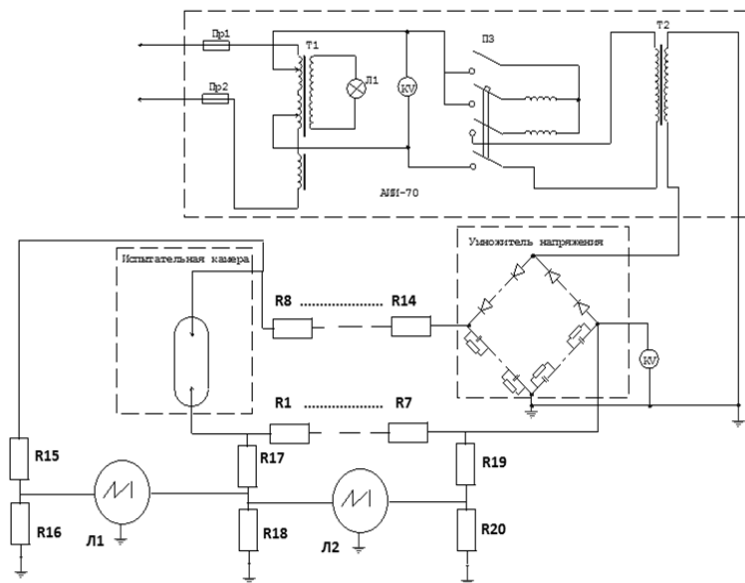 Пр1
Т1
П3
Т2
Пр2
Л1
KV
АИИ-70
Испытательная камера
Умножитель напряжения
R8 ............... R14
KV
R1 ............... R7
R15
R17
R19
R16
R18
R20
Л1
Л2